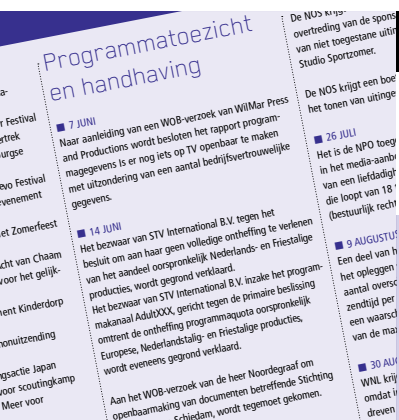 a-
r Festival
rtrek
urgse
evo Festival
evenement
et Zomerfeest
cht van Chaam
voor het gelijk-
ment Kinderdorp
nonuitzending
ngsactie Japan
voor scoutingkamp
Meer voor
Programmatoezicht
en handhaving
7 JUNI
Naar aanleiding van een WOB-verzoek van WilMar Press
and Productions wordt besloten het rapport program-
magegevens Is er nog iets op TV openbaar te maken
met uitzondering van een aantal bedrijfsvertrouwelijke
gegevens.
14 JUNI
Het bezwaar van STV International B.V. tegen het
besluit om aan haar geen volledige ontheffing te verlenen
van het aandeel oorspronkelijk Nederlands- en Friestalige
producties, wordt gegrond verklaard.
Het bezwaar van STV International B.V. inzake het program-
makanaal AdultXXX, gericht tegen de primaire beslissing
omtrent de ontheffing programmaquota oorspronkelijk
Europese, Nederlandstalig- en Friestalige producties,
wordt eveneens gegrond verklaard.
Aan het WOB-verzoek van de heer Noordegraaf om
openbaarmaking van documenten betreffende Stichting
Schiedam, wordt tegemoet gekomen.
De NOS krijgt
overtreding van de spons
van niet toegestane uitin
Studio Sportzomer.
De NOS krijgt een boe
het tonen van uitinge
26 JULI
Het is de NPO toeg
in het media-aanb
van een liefdadigh
die loopt van 18
(bestuurlijk recht
9 AUGUSTUS
Een deel van h
het opleggen
aantal oversc
zendtijd per
een waarsch
van de max
30 AUG
WNL krij
omdat i
dreven